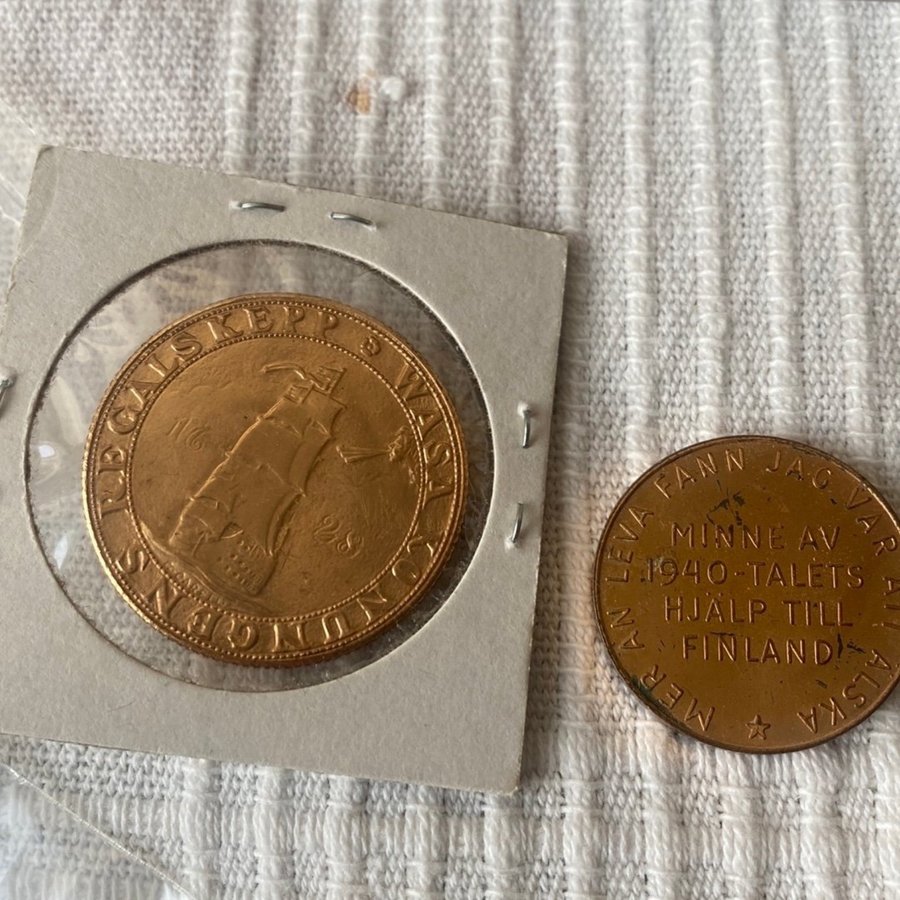 REGALSKEPP WASA KONUNGENS
16 28
MER ÄN LEVA FANN JAG VAR ATT ÄLSKA
MINNE AV
1940-TALETS
HJÄLP TILL
FINLAND